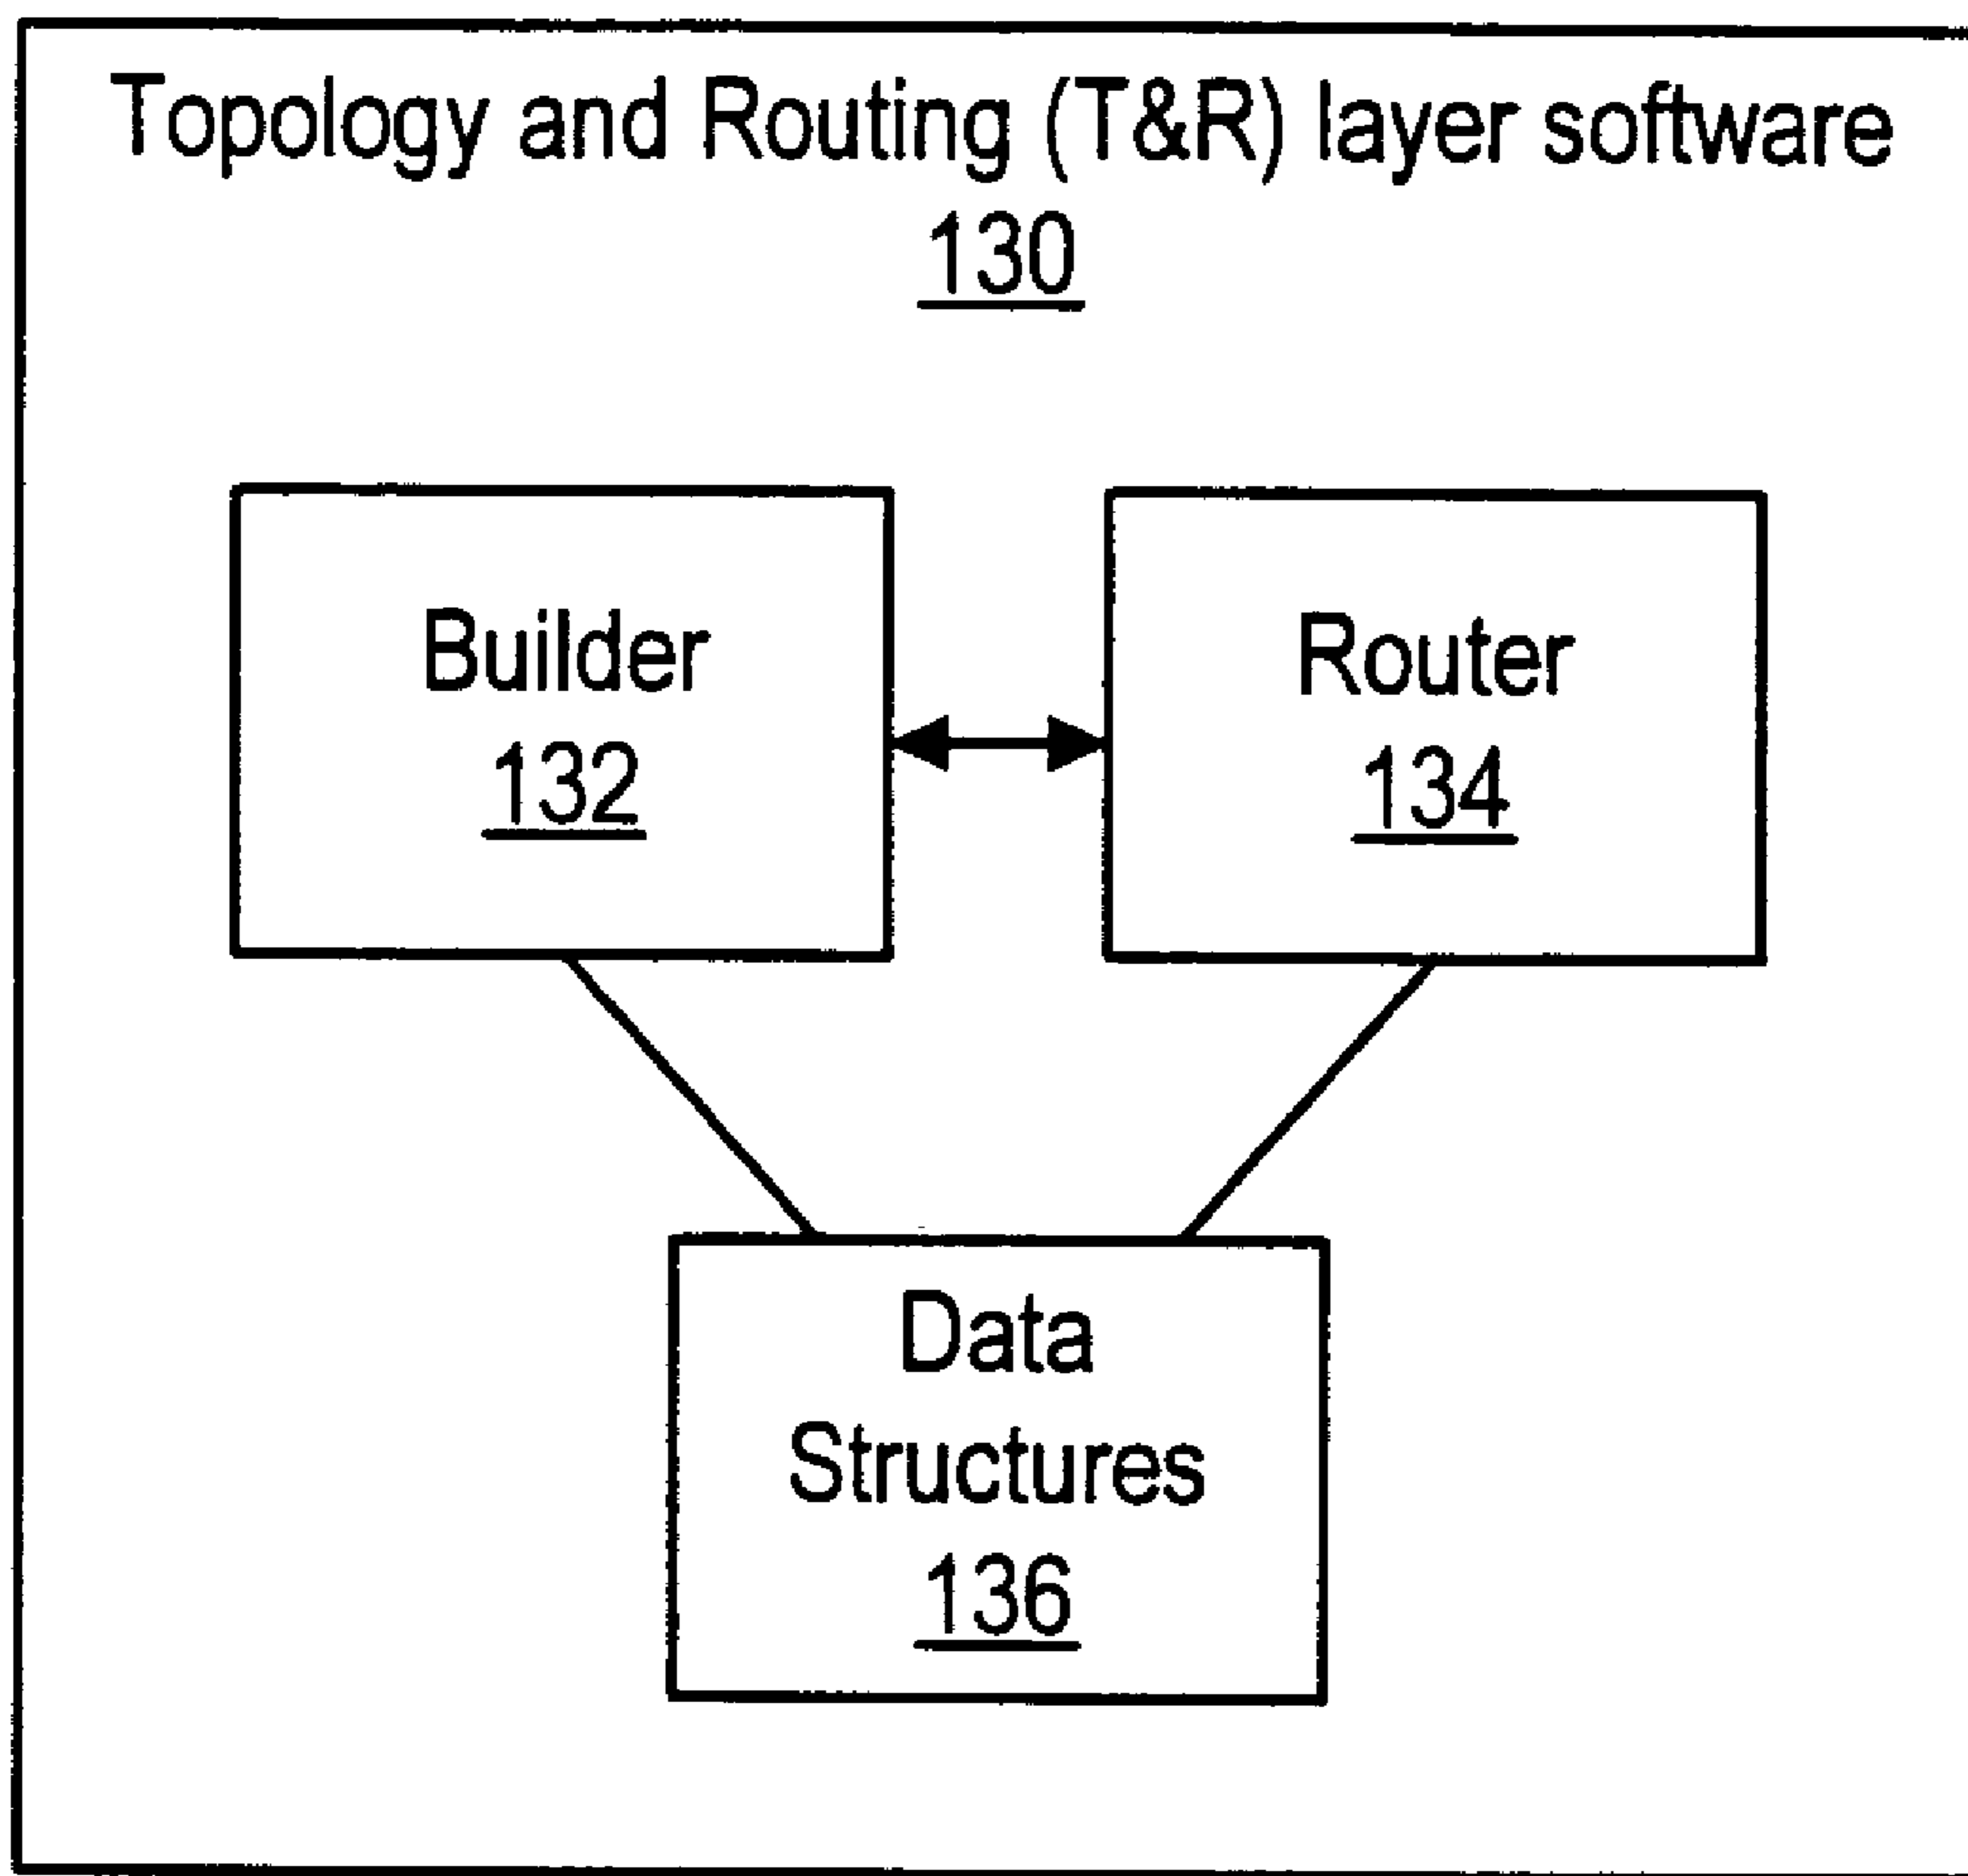 Topology and Routing (T&R) layer software
130
Builder
132
Router
134
Data
Structures
136